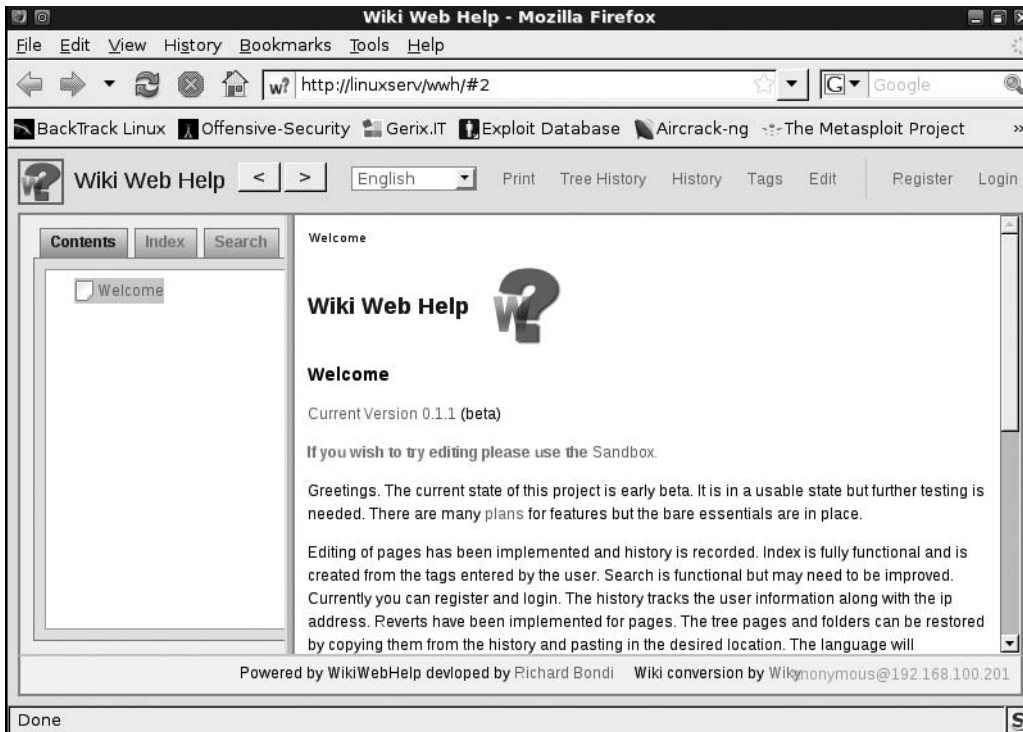 Wiki Web Help - Mozilla Firefox
File Edit View History Bookmarks Tools Help
w? http://linuxserv/wwh/#2 G Google
BackTrack Linux Offensive-Security Gerix.IT Exploit Database Aircrack-ng The Metasploit Project »
W? Wiki Web Help < > English Print Tree History History Tags Edit Register Login
Contents Index Search
Welcome
Welcome
Wiki Web Help W?
Welcome
Current Version 0.1.1 (beta)
If you wish to try editing please use the Sandbox.
Greetings. The current state of this project is early beta. It is in a usable state but further testing is
needed. There are many plans for features but the bare essentials are in place.
Editing of pages has been implemented and history is recorded. Index is fully functional and is
created from the tags entered by the user. Search is functional but may need to be improved.
Currently you can register and login. The history tracks the user information along with the ip
address. Reverts have been implemented for pages. The tree pages and folders can be restored
by copying them from the history and pasting in the desired location. The language will
Powered by WikiWebHelp devloped by Richard Bondi Wiki conversion by @192.168.100.201
Done S